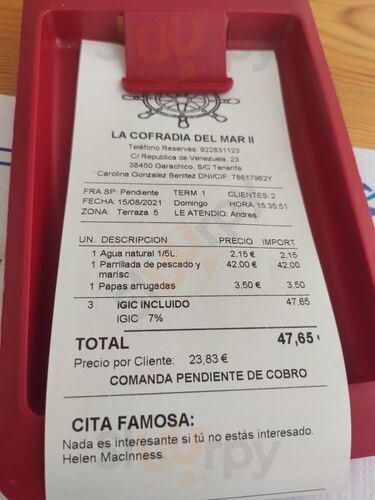 LA COFRADIA DEL MAR II
Teléfono Reservas: 922831123
C/ Republica de Venezuela, 23
38450 Garachico. S/C Tenerife
Carolina Gonzalez Benitez DNI/CIF: 78617962Y
FRA.SP: Pendiente TERM 1 CLIENTES: 2
FECHA: 15/08/2021 Domingo HORA 15:35:51
ZONA: Terraza 5 LE ATENDIO: Andres
UN. DESCRIPCION PRECIO IMPORT
1 Agua natural 1/5L. 2,15 € 2,15
1 Parrillada de pescado y 42,00 € 42,00
marisc
1 Papas arrugadas 3,50 € 3,50
3 IGIC INCLUIDO 47,65
IGIC 7%
TOTAL 47,65
Precio por Cliente: 23,83 €
COMANDA PENDIENTE DE COBRO
CITA FAMOSA:
Nada es interesante si tú no estás interesado.
Helen MacInness.